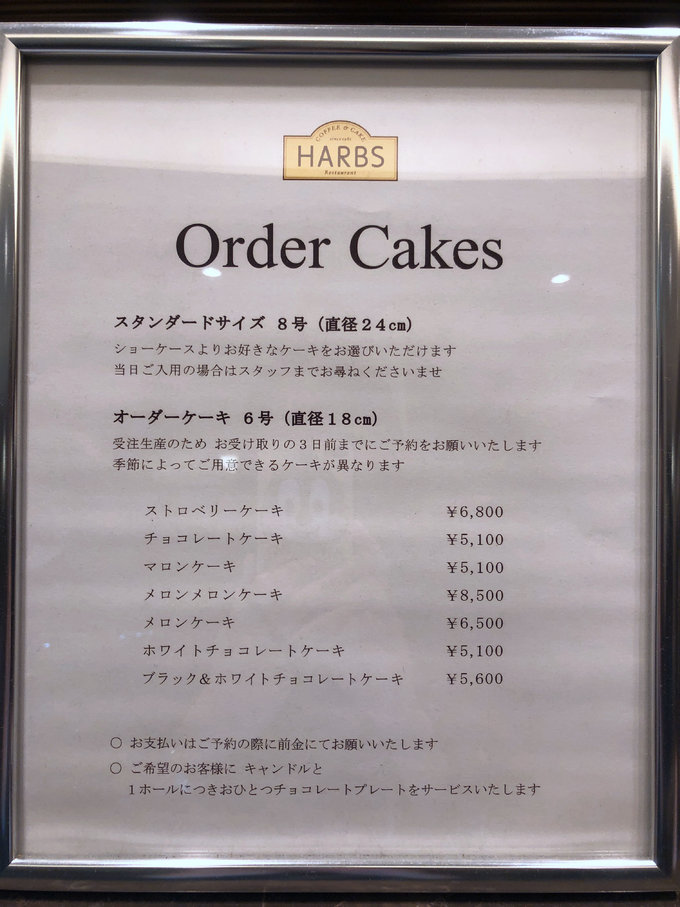 COFFEE & CAKE
HARBS
Restaurant
Order Cakes
スタンダードサイズ ８号（直径２４cm）
ショーケースよりお好きなケーキをお選びいただけます
当日ご入用の場合はスタッフまでお尋ねくださいませ
オーダーケーキ ６号（直径１８cm）
受注生産のため お受け取りの３日前までにご予約をお願いいたします
季節によってご用意できるケーキが異なります
ストロベリーケーキ ￥6,800
チョコレートケーキ ￥5,100
マロンケーキ ￥5,100
メロンメロンケーキ ￥8,500
メロンケーキ ￥6,500
ホワイトチョコレートケーキ ￥5,100
ブラック＆ホワイトチョコレートケーキ ￥5,600
○ お支払いはご予約の際に前金にてお願いいたします
○ ご希望のお客様に キャンドルと
１ホールにつきおひとつチョコレートプレートをサービスいたします